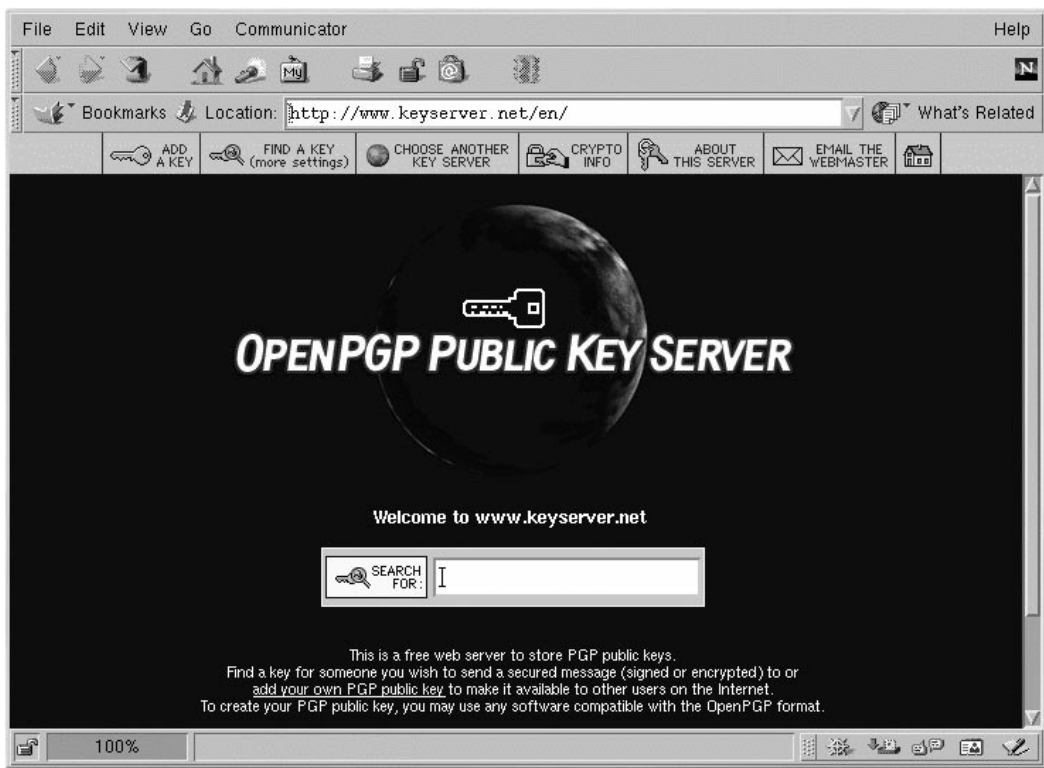 File Edit View Go Communicator Help
My
N
Bookmarks Location: http://www.keyserver.net/en/ What's Related
ADD
A KEY
FIND A KEY
(more settings)
CHOOSE ANOTHER
KEY SERVER
CRYPTO
INFO
ABOUT
THIS SERVER
EMAIL THE
WEBMASTER
OPENPGP PUBLIC KEY SERVER
Welcome to www.keyserver.net
SEARCH
FOR:
This is a free web server to store PGP public keys.
Find a key for someone you wish to send a secured message (signed or encrypted) to or
add your own PGP public key to make it available to other users on the Internet.
To create your PGP public key, you may use any software compatible with the OpenPGP format.
100%